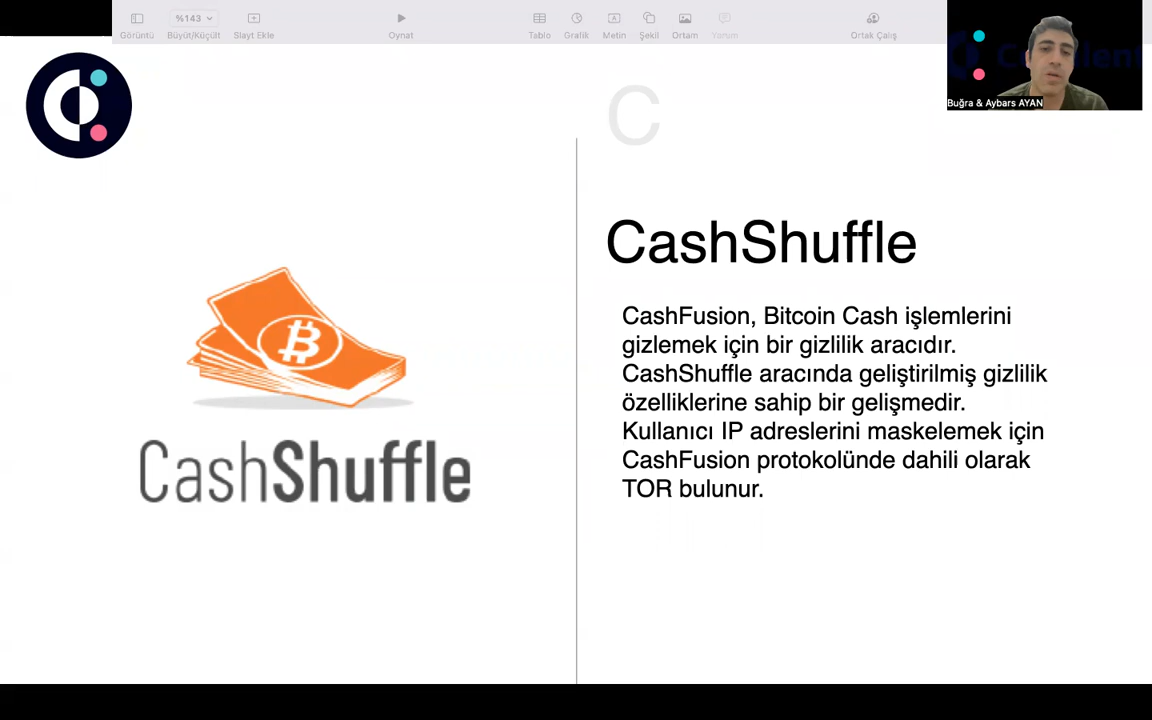 %143
Görüntü
Büyüt/Küçült
Slayt Ekle
Oynat
Tablo
Grafik
Metin
Şekil
Ortam
Yorum
Ortak Çalış
Buğra & Aybars AYAN
C
CashShuffle
CashFusion, Bitcoin Cash işlemlerini
gizlemek için bir gizlilik aracıdır.
CashShuffle aracında geliştirilmiş gizlilik
özelliklerine sahip bir gelişmedir.
Kullanıcı IP adreslerini maskelemek için
CashFusion protokolünde dahili olarak
TOR bulunur.
CashShuffle